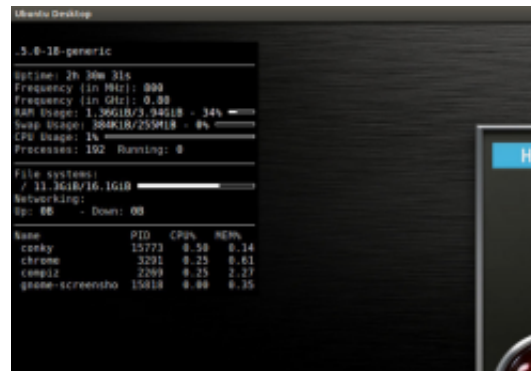 Ubuntu Desktop
.5.0-18-generic
Uptime: 2h 30m 31s
Frequency (in MHz): 800
Frequency (in GHz): 0.80
RAM Usage: 1.36GiB/3.94GiB - 34%
Swap Usage: 384KiB/255MiB - 0%
CPU Usage: 1%
Processes: 192 Running: 0
File systems:
/ 11.3GiB/16.1GiB
Networking:
Up: 0B - Down: 0B
Name PID CPU% MEM%
conky 15773 0.50 0.14
chrome 3291 0.25 0.61
compiz 2269 0.25 2.27
gnome-screensho 15818 0.00 0.35
H